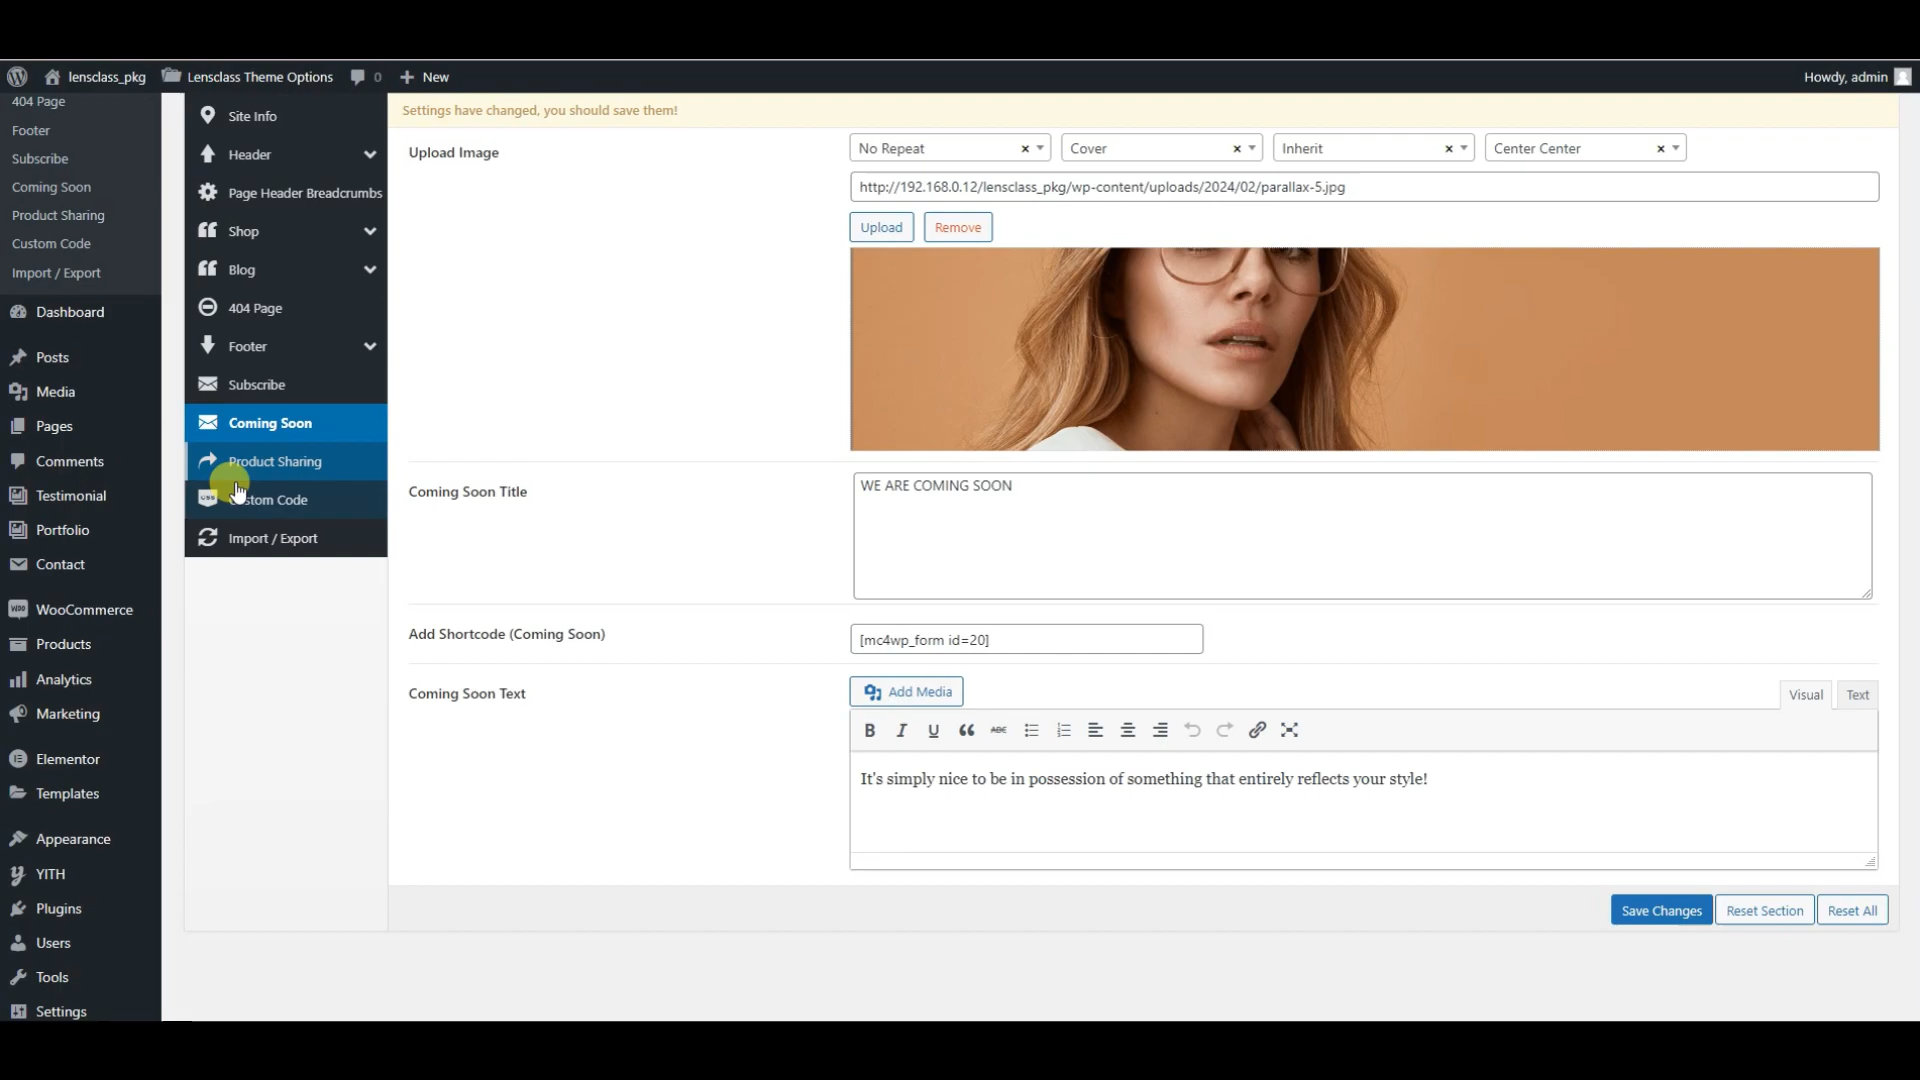 lensclass_pkg
Lensclass Theme Options
0
New
Howdy, admin
404 Page
Footer
Subscribe
Coming Soon
Product Sharing
Custom Code
Import / Export
Dashboard
Posts
Media
Pages
Comments
Testimonial
Portfolio
Contact
WooCommerce
Products
Analytics
Marketing
Elementor
Templates
Appearance
YITH
Plugins
Users
Tools
Settings
Site Info
Header
Page Header Breadcrumbs
Shop
Blog
404 Page
Footer
Subscribe
Coming Soon
Product Sharing
stom Code
Import / Export
Settings have changed, you should save them!
Upload Image
No Repeat
Cover
Inherit
Center Center
http://192.168.0.12/lensclass_pkg/wp-content/uploads/2024/02/parallax-5.jpg
Upload
Remove
Coming Soon Title
WE ARE COMING SOON
Add Shortcode (Coming Soon)
[mc4wp_form id=20]
Coming Soon Text
Add Media
Visual
Text
B I U ABC
It's simply nice to be in possession of something that entirely reflects your style!
Save Changes
Reset Section
Reset All